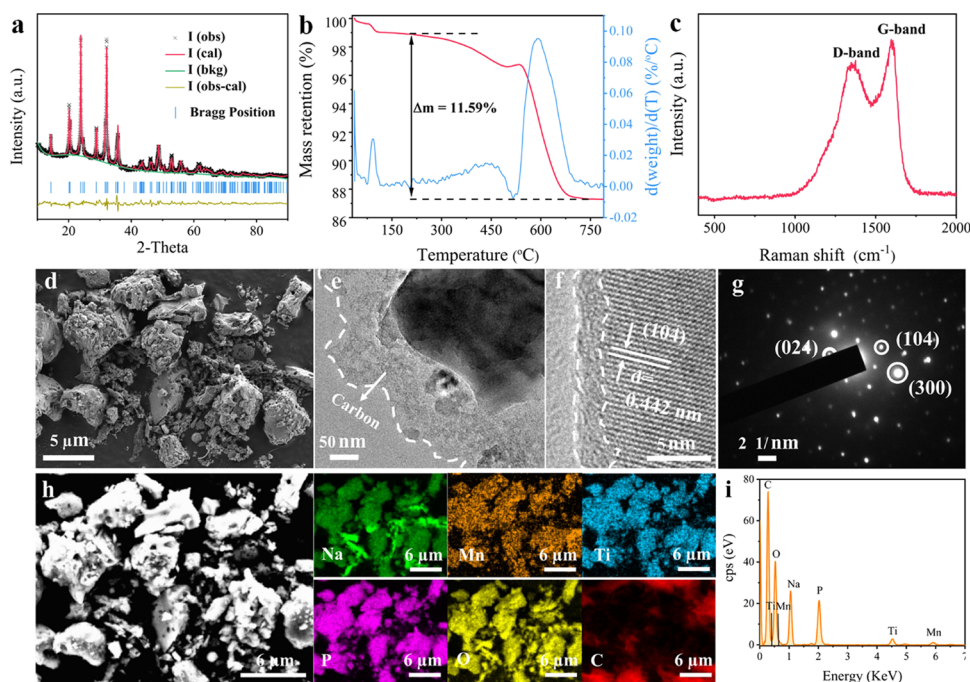 a
I (obs)
I (cal)
I (bkg)
I (obs-cal)
Bragg Position
Intensity (a.u.)
20 40 60 80
2-Theta
b
100
98
96
94
92
90
88
86
Mass retention (%)
Δm = 11.59%
0 150 300 450 600 750
Temperature (°C)
0.10
0.08
0.06
0.04
0.02
0.00
-0.02
d(weight)/d(T) (%/°C)
c
G-band
D-band
Intensity (a.u.)
500 1000 1500 2000
Raman shift (cm⁻¹)
d
5 µm
e
Carbon
50 nm
f
(104)
d=
0.442 nm
5 nm
g
(024)
(104)
(300)
2 1/nm
h
6 µm
Na 6 µm
Mn 6 µm
Ti 6 µm
P 6 µm
O 6 µm
C 6 µm
i
80
60
40
20
0
cps (eV)
C
O
Na
P
Ti Mn
Ti
Mn
0 1 2 3 4 5 6 7
Energy (KeV)